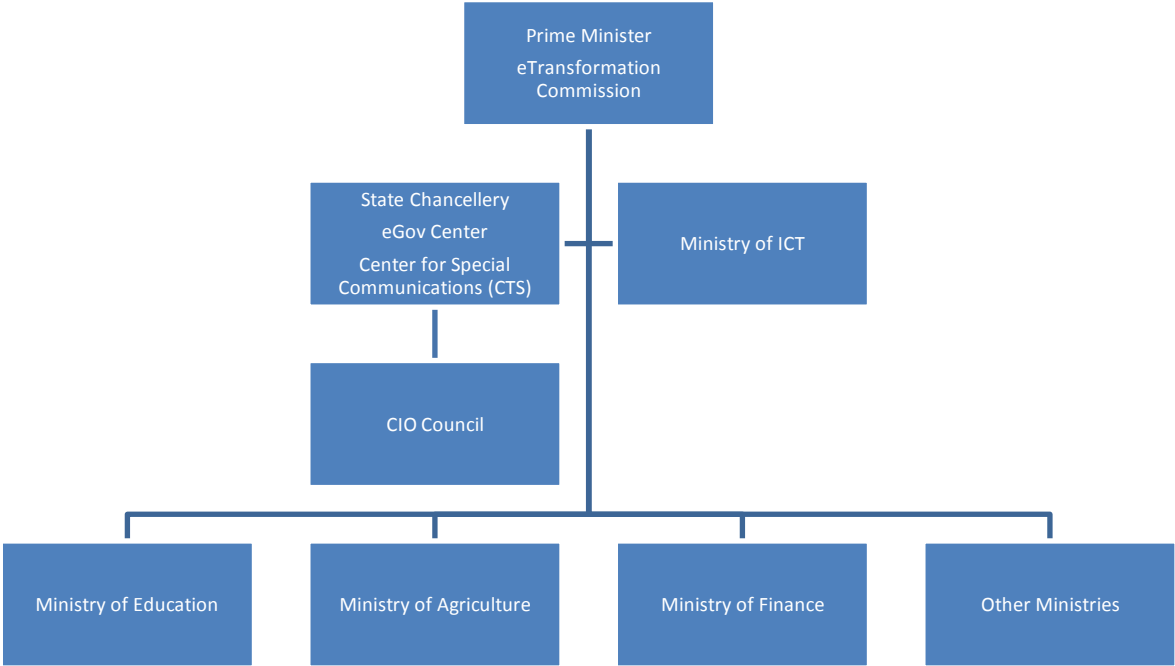 Prime Minister
eTransformation
Commission
State Chancellery
eGov Center
Center for Special
Communications (CTS)
Ministry of ICT
CIO Council
Ministry of Education
Ministry of Agriculture
Ministry of Finance
Other Ministries